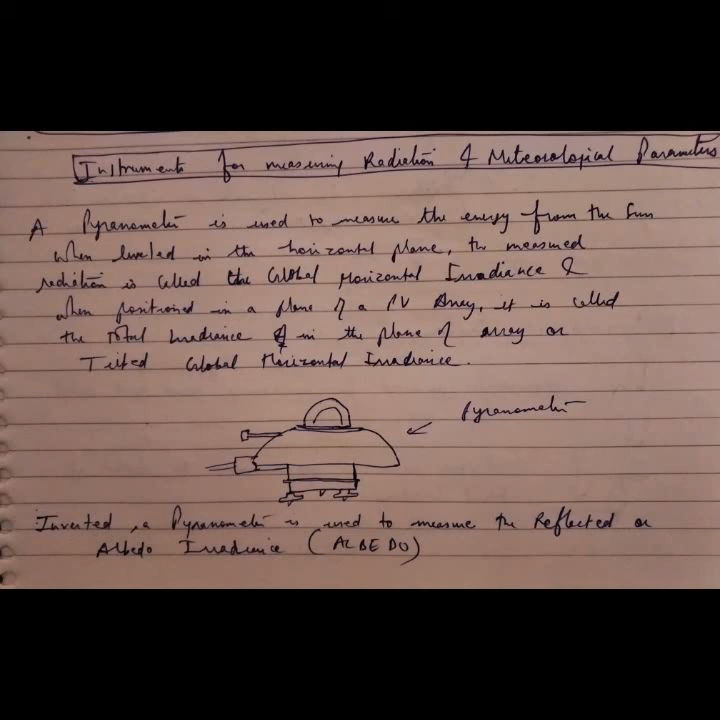 Instruments for measuring Radiation & Meteorological Parameters
A Pyranometer is used to measure the energy from the Sun
when leveled in the horizontal plane, the measured
radiation is called the Global Horizontal Irradiance &
when positioned in a plane of a PV Array, it is called
the Total Irradiance in the plane of array or
Tilted Global Horizontal Irradiance.
Pyranometer
Inverted, a Pyranometer is used to measure the Reflected or
Albedo Irradiance (ALBEDO)